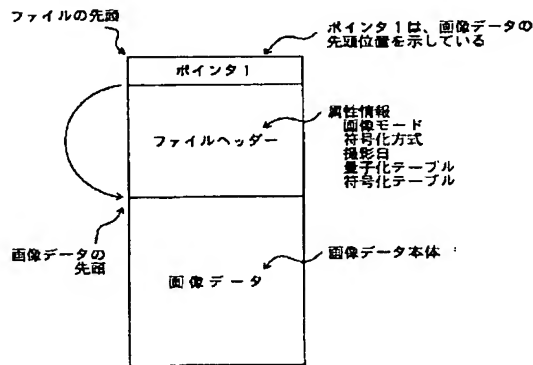 ファイルの先頭
ポインタ1は、画像データの
先頭位置を示している
ポインタ1
属性情報
画像モード
符号化方式
撮影日
量子化テーブル
符号化テーブル
ファイルヘッダー
画像データの
先頭
画像データ本体
画像データ